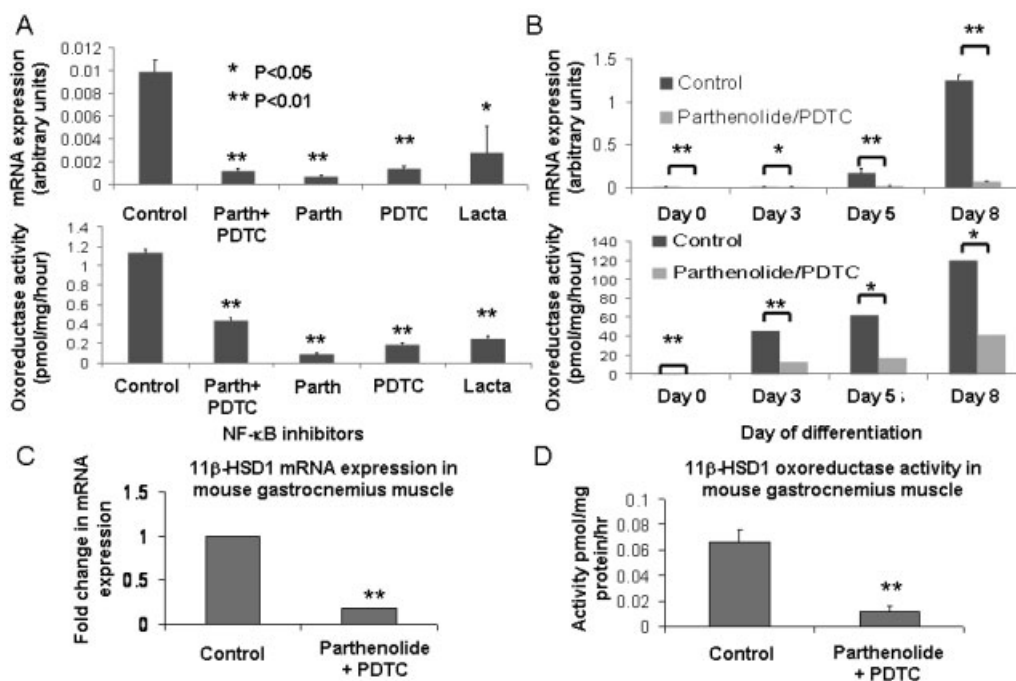 A
mRNA expression
(arbitrary units)
0.012
0.01
0.008
0.006
0.004
0.002
0
* P<0.05
** P<0.01
** ** ** *
Control Parth+ Parth PDTC Lacta
PDTC
Oxoreductase activity
(pmol/mg/hour)
1.4
1.2
1
0.8
0.6
0.4
0.2
0
** ** ** **
Control Parth+ Parth PDTC Lacta
PDTC
NF-κB inhibitors
B
mRNA expression
(arbitrary units)
1.5
1
0.5
0
Control
Parthenolide/PDTC
** * ** **
Day 0 Day 3 Day 5 Day 8
Oxoreductase activity
(pmol/mg/hour)
140
120
100
80
60
40
20
0
Control
Parthenolide/PDTC
** ** * *
Day 0 Day 3 Day 5 Day 8
Day of differentiation
C
11β-HSD1 mRNA expression in
mouse gastrocnemius muscle
Fold change in mRNA
expression
1.5
1
0.5
0
**
Control Parthenolide
+ PDTC
D
11β-HSD1 oxoreductase activity in
mouse gastrocnemius muscle
Activity pmol/mg
protein/hr
0.1
0.08
0.06
0.04
0.02
0
**
Control Parthenolide
+ PDTC